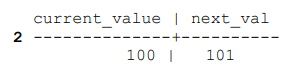 current_value | next_val
2 --------------+----------
100 | 101